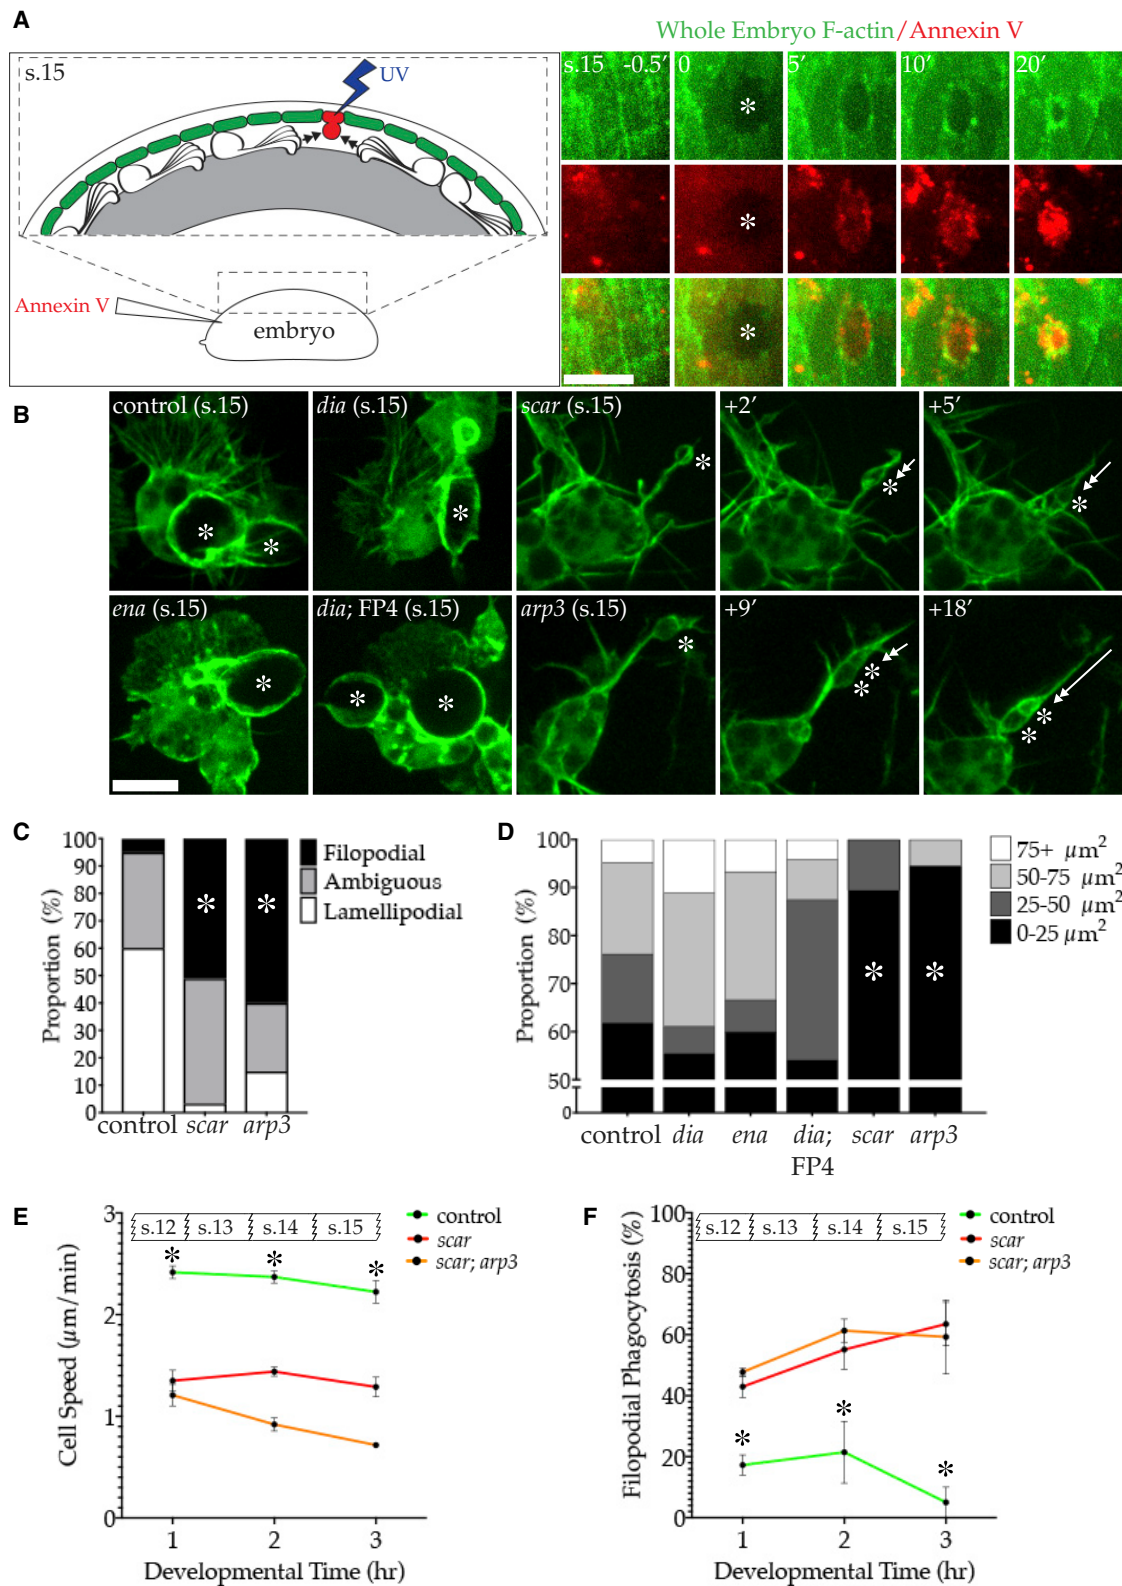 A
Whole Embryo F-actin/Annexin V
s.15
UV
Annexin V
embryo
s.15 -0.5′
0
5′
10′
20′
*
*
*
B
control (s.15)
dia (s.15)
scar (s.15)
+2′
+5′
* *
*
*
*
*
ena (s.15)
dia; FP4 (s.15)
arp3 (s.15)
+9′
+18′
*
* *
*
* *
* *
C
Proportion (%)
100
90
80
70
60
50
40
30
20
10
0
* *
Filopodial
Ambiguous
Lamellipodial
control scar arp3
D
Proportion (%)
100
90
80
70
60
50
0
* *
75+ µm²
50-75 µm²
25-50 µm²
0-25 µm²
control dia ena dia; scar arp3
FP4
E
Cell Speed (µm/min)
3
2
1
0
s.12 s.13 s.14 s.15
* * *
control
scar
scar; arp3
1 2 3
Developmental Time (hr)
F
Filopodial Phagocytosis (%)
100
80
60
40
20
0
s.12 s.13 s.14 s.15
* * *
control
scar
scar; arp3
1 2 3
Developmental Time (hr)